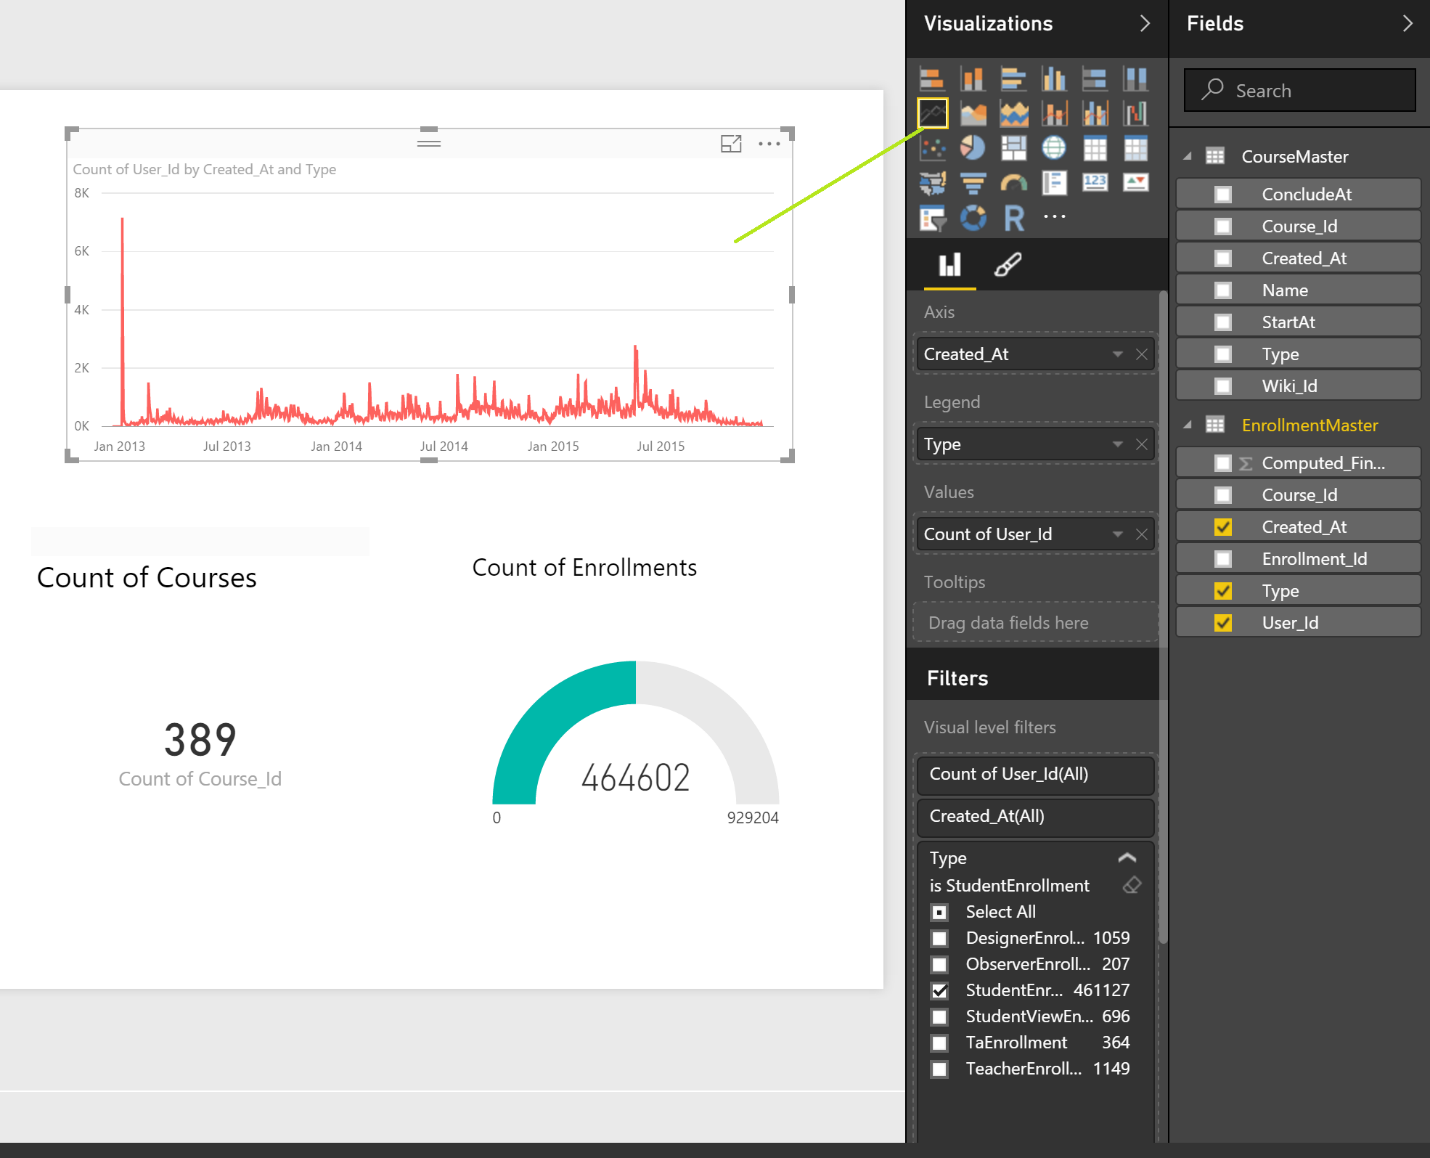 Count of User_Id by Created_At and Type
8K
6K
4K
2K
0K
Jan 2013 Jul 2013 Jan 2014 Jul 2014 Jan 2015 Jul 2015
Count of Courses
389
Count of Course_Id
Count of Enrollments
464602
0 929204
Visualizations
123
R
Axis
Created_At
Legend
Type
Values
Count of User_Id
Tooltips
Drag data fields here
Filters
Visual level filters
Count of User_Id(All)
Created_At(All)
Type
is StudentEnrollment
Select All
DesignerEnrol... 1059
ObserverEnroll... 207
StudentEnr... 461127
StudentViewEn... 696
TaEnrollment 364
TeacherEnroll... 1149
Fields
Search
CourseMaster
ConcludeAt
Course_Id
Created_At
Name
StartAt
Type
Wiki_Id
EnrollmentMaster
Σ Computed_Fin...
Course_Id
Created_At
Enrollment_Id
Type
User_Id